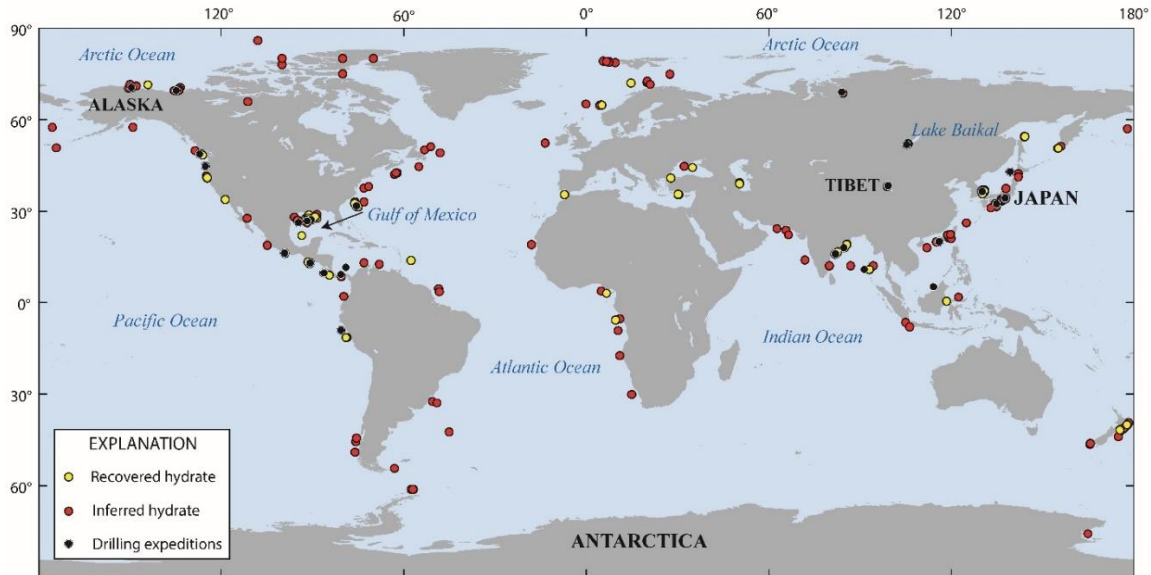 120° 60° 0° 60° 120° 180°
90°
Arctic Ocean
Arctic Ocean
ALASKA
60°
Lake Baikal
TIBET
JAPAN
30°
Gulf of Mexico
0°
Pacific Ocean
Indian Ocean
Atlantic Ocean
30°
EXPLANATION
Recovered hydrate
Inferred hydrate
60°
Drilling expeditions
ANTARCTICA